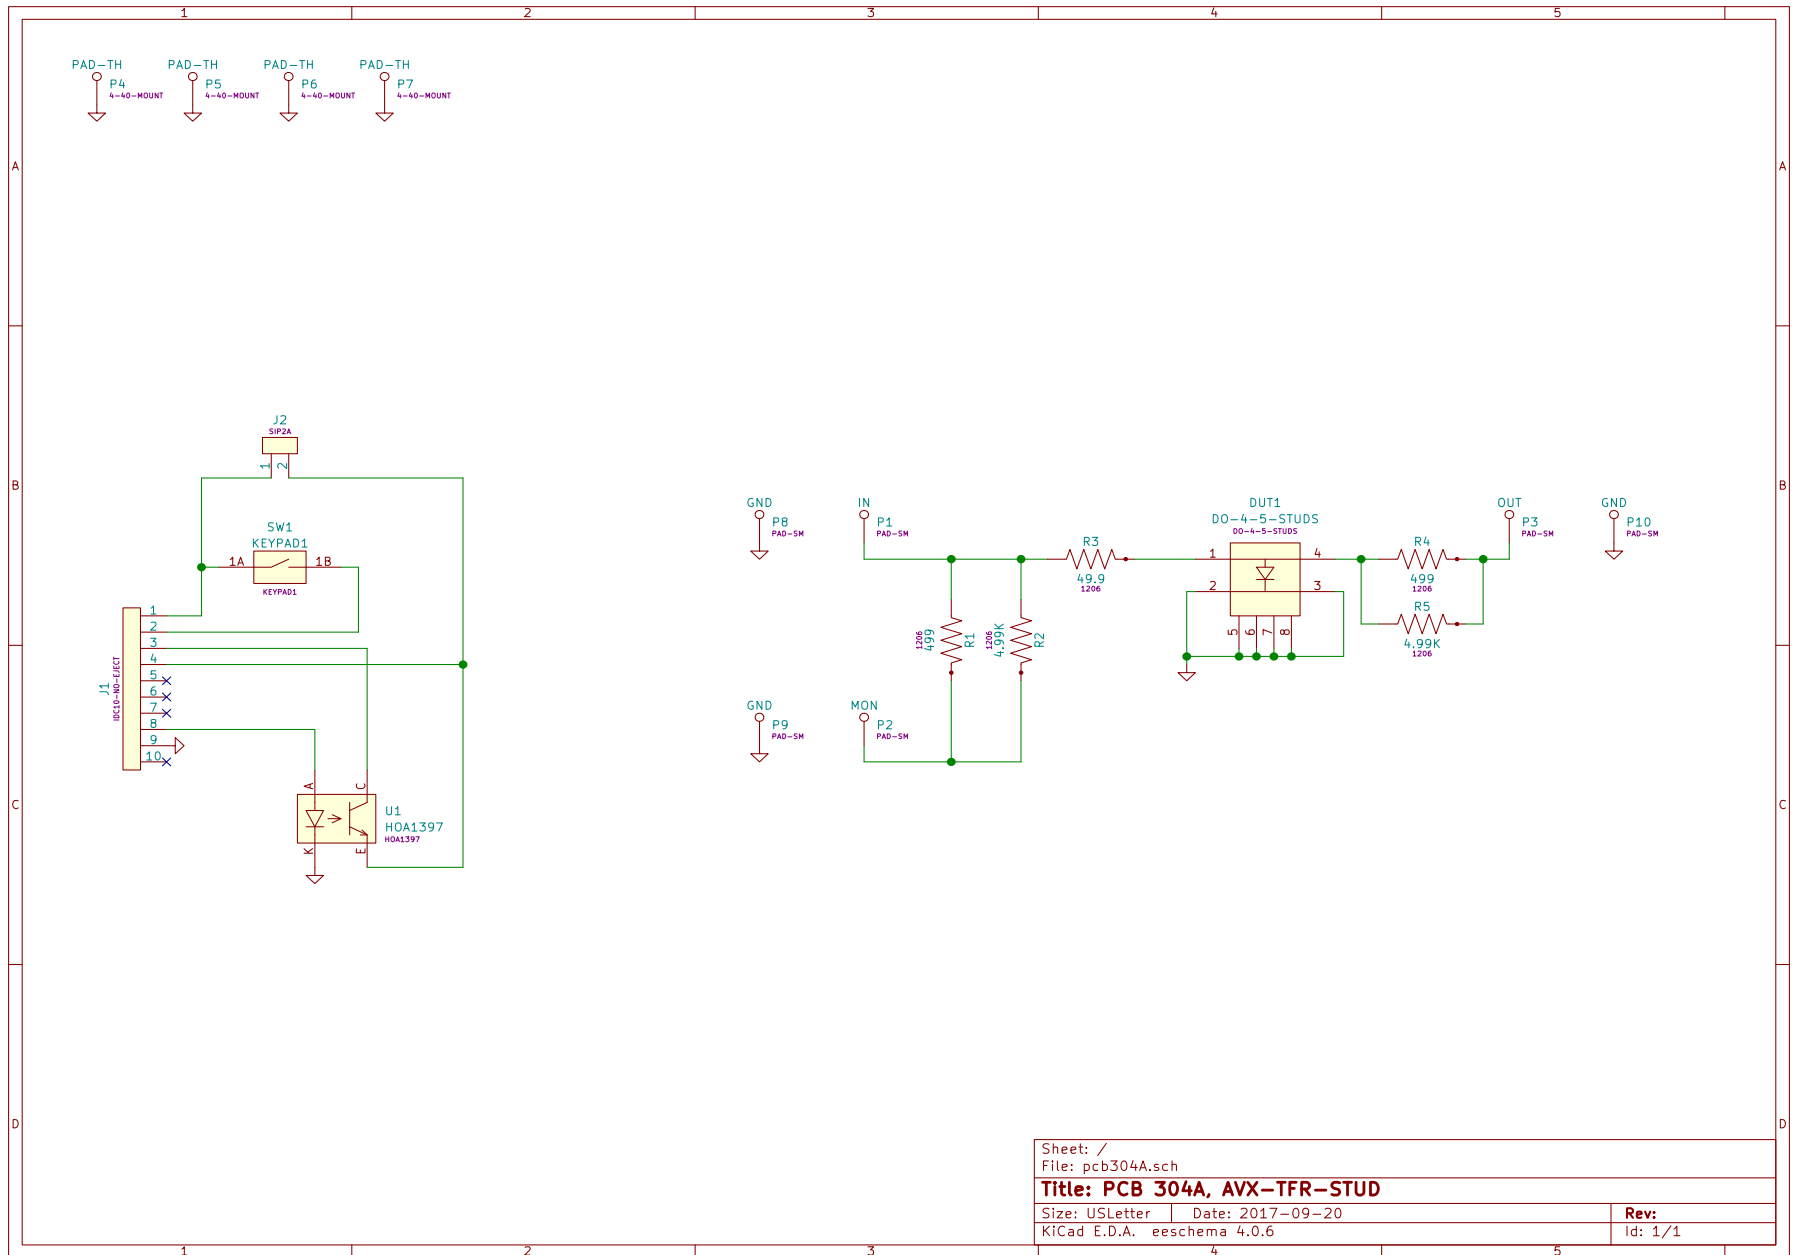 1 2 3 4 5
PAD-TH PAD-TH PAD-TH PAD-TH
P4 P5 P6 P7
4-40-MOUNT 4-40-MOUNT 4-40-MOUNT 4-40-MOUNT
A A
J2
SIP2A
1 2
B B
SW1
KEYPAD1
1A 1B
KEYPAD1
J1
IDC10-NO-EJECT
1
2
3
4
5
6
7
8
9
10
A C
K E
U1
HOA1397
HOA1397
GND
P8
PAD-SM
IN
P1
PAD-SM
R3
49.9
1206
1206
499
R1
1206
4.99K
R2
GND
P9
PAD-SM
MON
P2
PAD-SM
DUT1
DO-4-5-STUDS
DO-4-5-STUDS
1 4
2 3
5 6 7 8
R4
499
1206
R5
4.99K
1206
OUT
P3
PAD-SM
GND
P10
PAD-SM
C C
D D
Sheet: /
File: pcb304A.sch
Title: PCB 304A, AVX-TFR-STUD
Size: USLetter Date: 2017-09-20 Rev:
KiCad E.D.A. eeschema 4.0.6 Id: 1/1
1 2 3 4 5